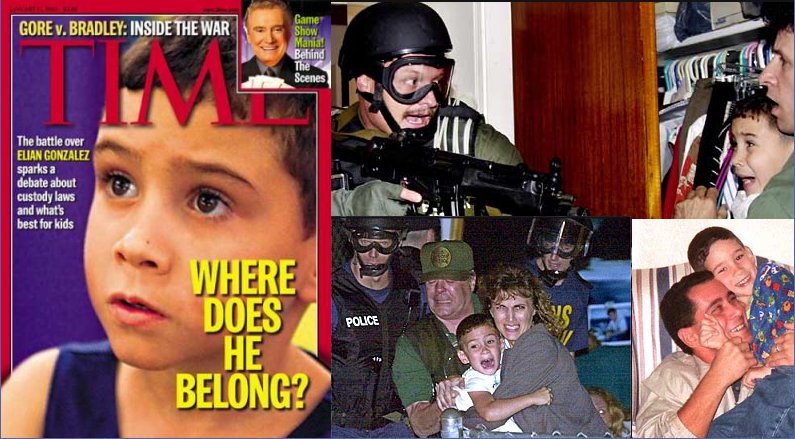 GORE v. BRADLEY: INSIDE THE WAR
Game
Show
Mania!
Behind
The
Scenes
TIME
The battle over
ELIAN GONZALEZ
sparks a
debate about
custody laws
and what's
best for kids
WHERE
DOES
HE
BELONG?
POLICE